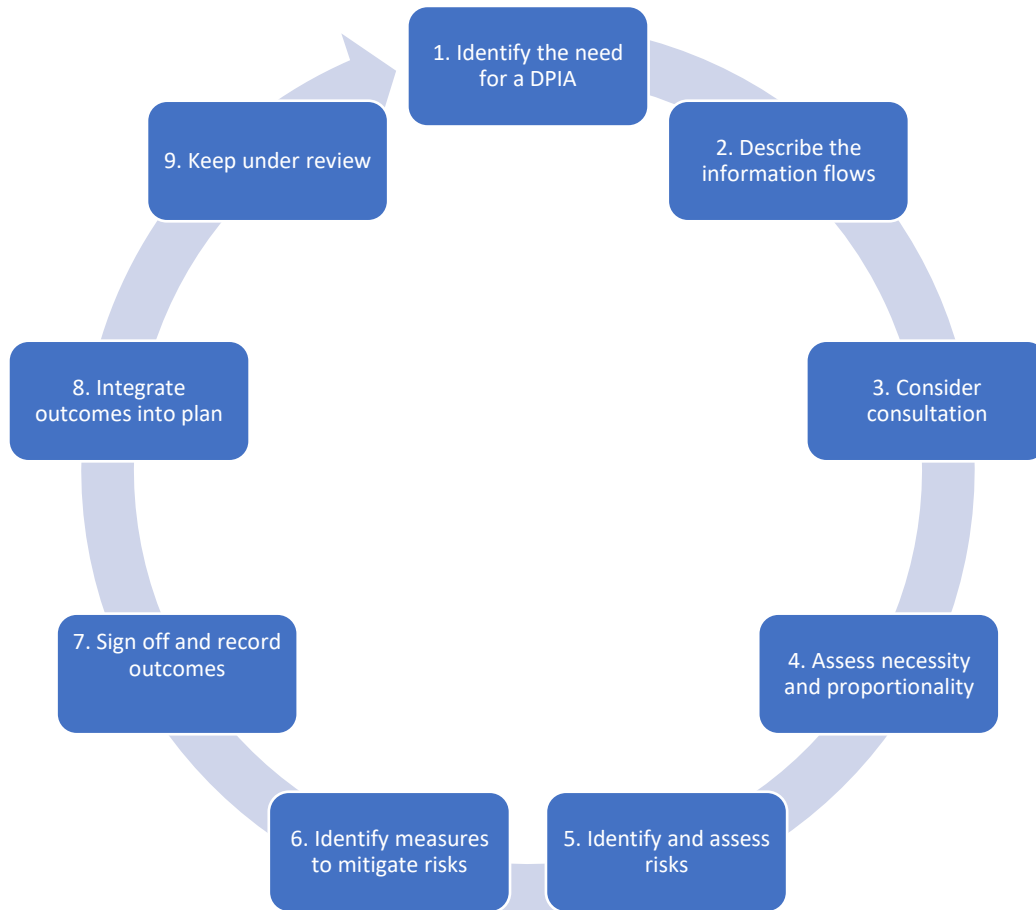 1. Identify the need
for a DPIA
2. Describe the
information flows
3. Consider
consultation
4. Assess necessity
and proportionality
5. Identify and assess
risks
6. Identify measures
to mitigate risks
7. Sign off and record
outcomes
8. Integrate
outcomes into plan
9. Keep under review